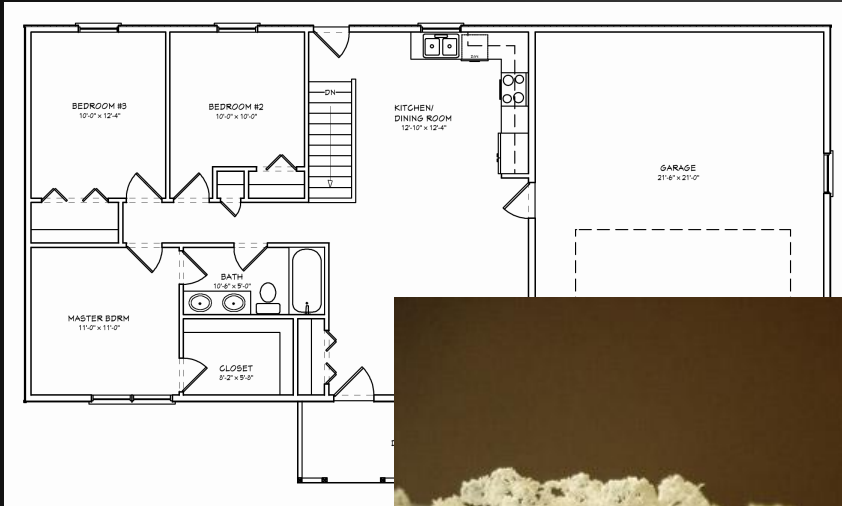 BEDROOM #3
10'-0" x 12'-4"
BEDROOM #2
10'-0" x 10'-0"
DN
KITCHEN/
DINING ROOM
12'-10" x 12'-4"
GARAGE
21'-6" x 21'-0"
BATH
10'-6" x 5'-0"
MASTER BDRM
11'-0" x 11'-0"
CLOSET
8'-2" x 5'-8"